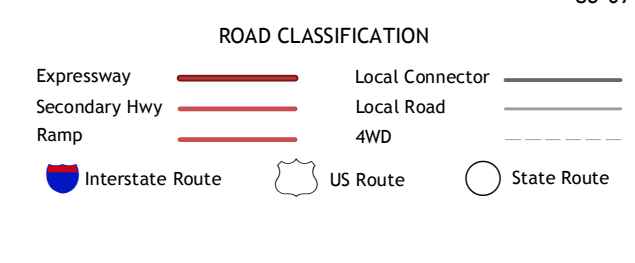 ROAD CLASSIFICATION
Expressway
Local Connector
Secondary Hwy
Local Road
Ramp
4WD
Interstate Route
US Route
State Route